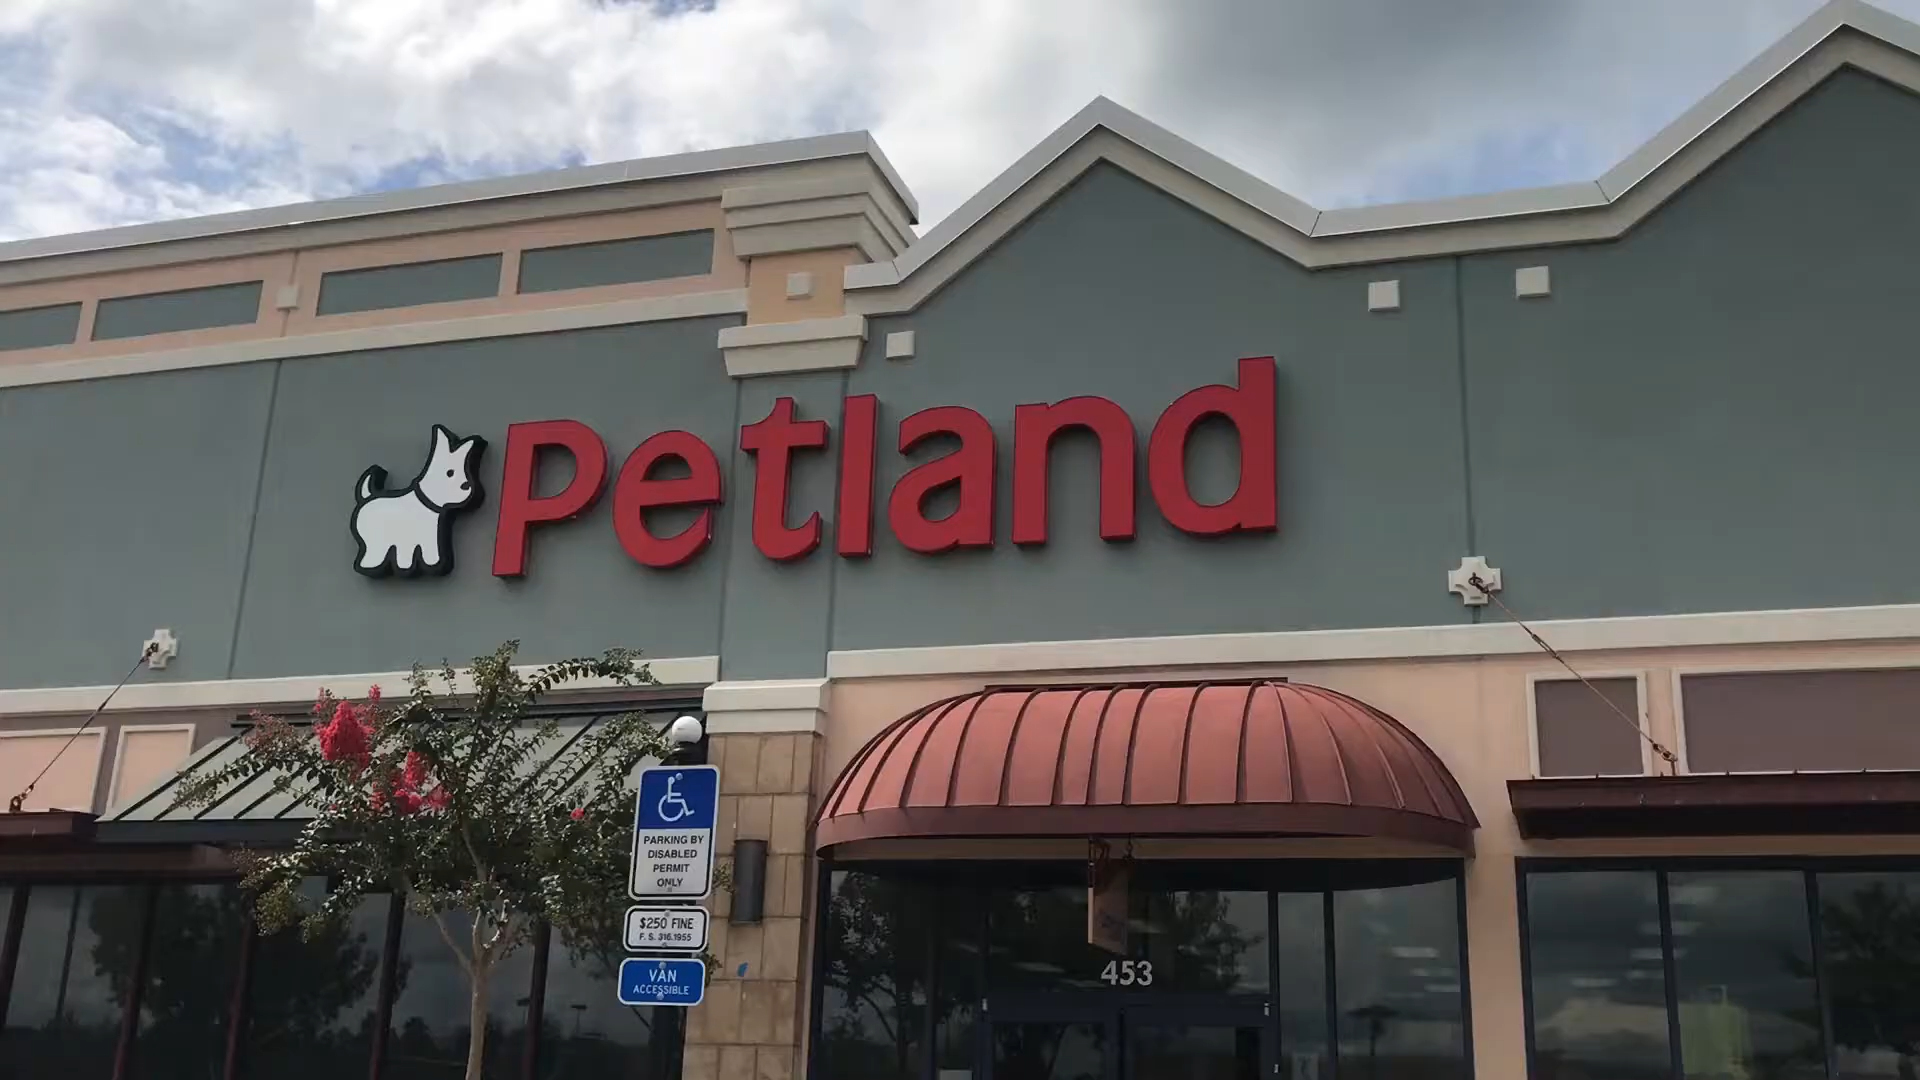 Petland
PARKING BY
DISABLED
PERMIT
ONLY
$250 FINE
F. S. 316.1955
VAN
ACCESSIBLE
453